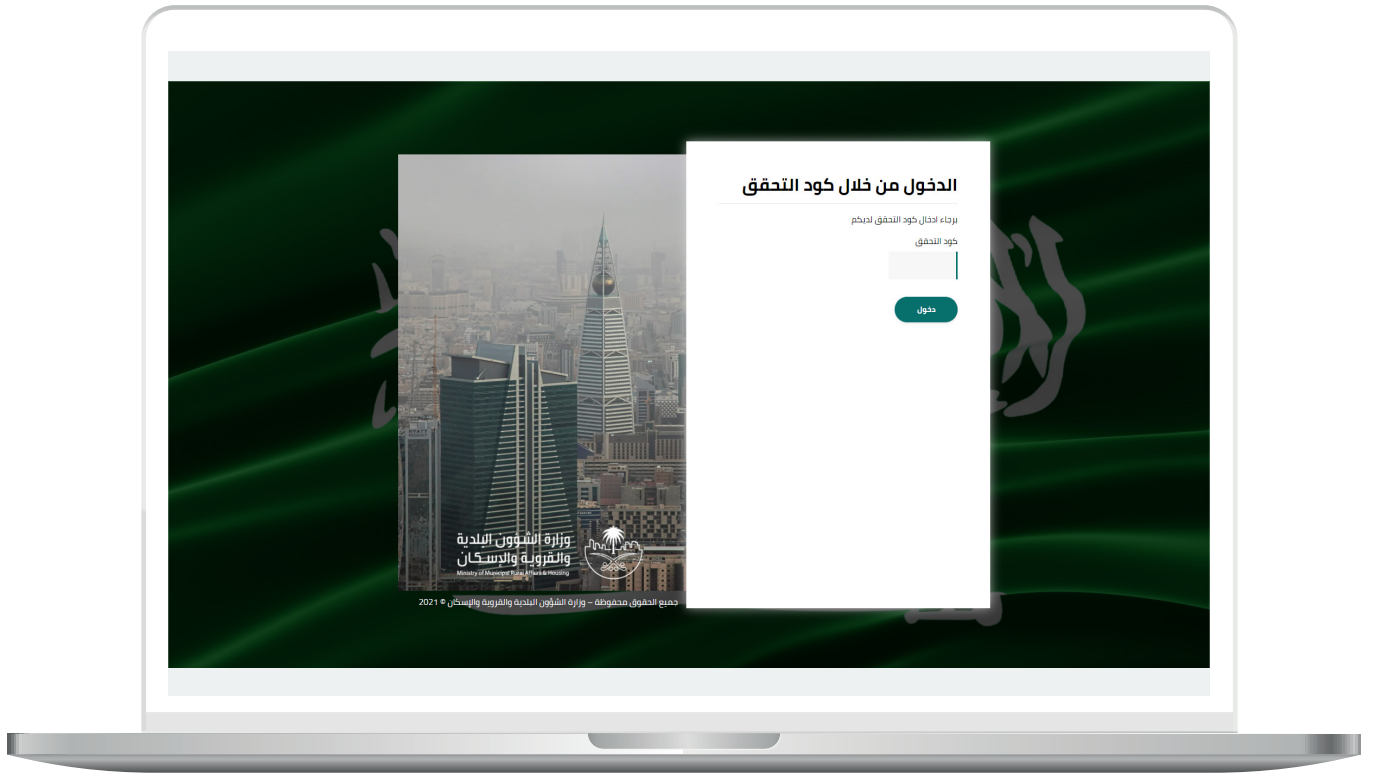 الدخول من خلال كود التحقق
برجاء ادخال كود التحقق لديكم
كود التحقق
دخول
وزارة الشؤون البلدية
والقروية والإسكان
Ministry of Municipal Rural Affairs & Housing
جميع الحقوق محفوظة – وزارة الشؤون البلدية والقروية والإسكان © 2021